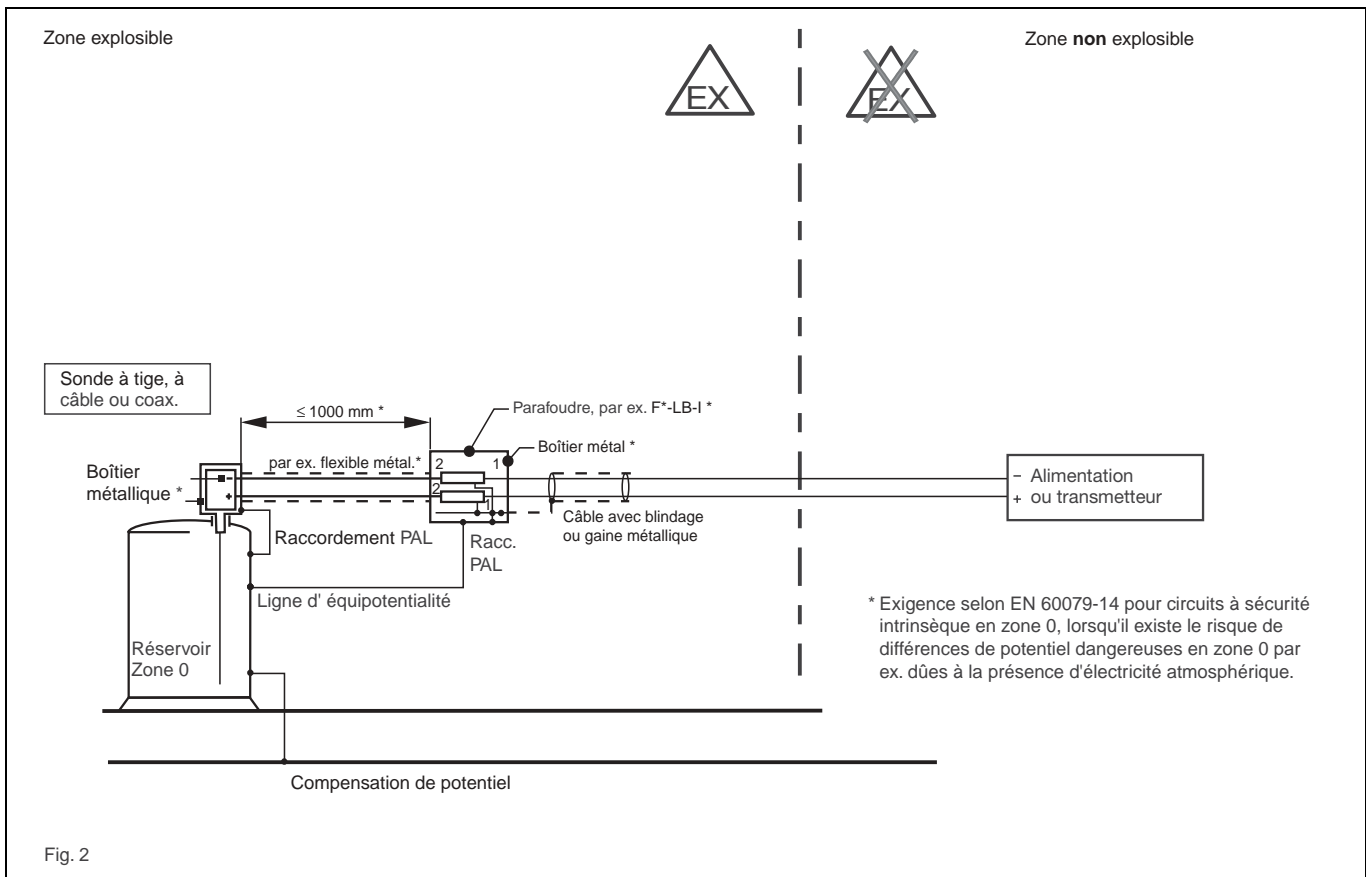 Zone explosible
Zone non explosible
EX
EX
Sonde à tige, à
câble ou coax.
≤ 1000 mm *
Parafoudre, par ex. F*-LB-I *
Boîtier métal *
Boîtier
métallique *
par ex. flexible métal.*
2
1
2
1
−
+
− Alimentation
+ ou transmetteur
Câble avec blindage
ou gaine métallique
Raccordement PAL
Racc.
PAL
Ligne d' équipotentialité
Réservoir
Zone 0
* Exigence selon EN 60079-14 pour circuits à sécurité
intrinsèque en zone 0, lorsqu'il existe le risque de
différences de potentiel dangereuses en zone 0 par
ex. dûes à la présence d'électricité atmosphérique.
Compensation de potentiel
Fig. 2